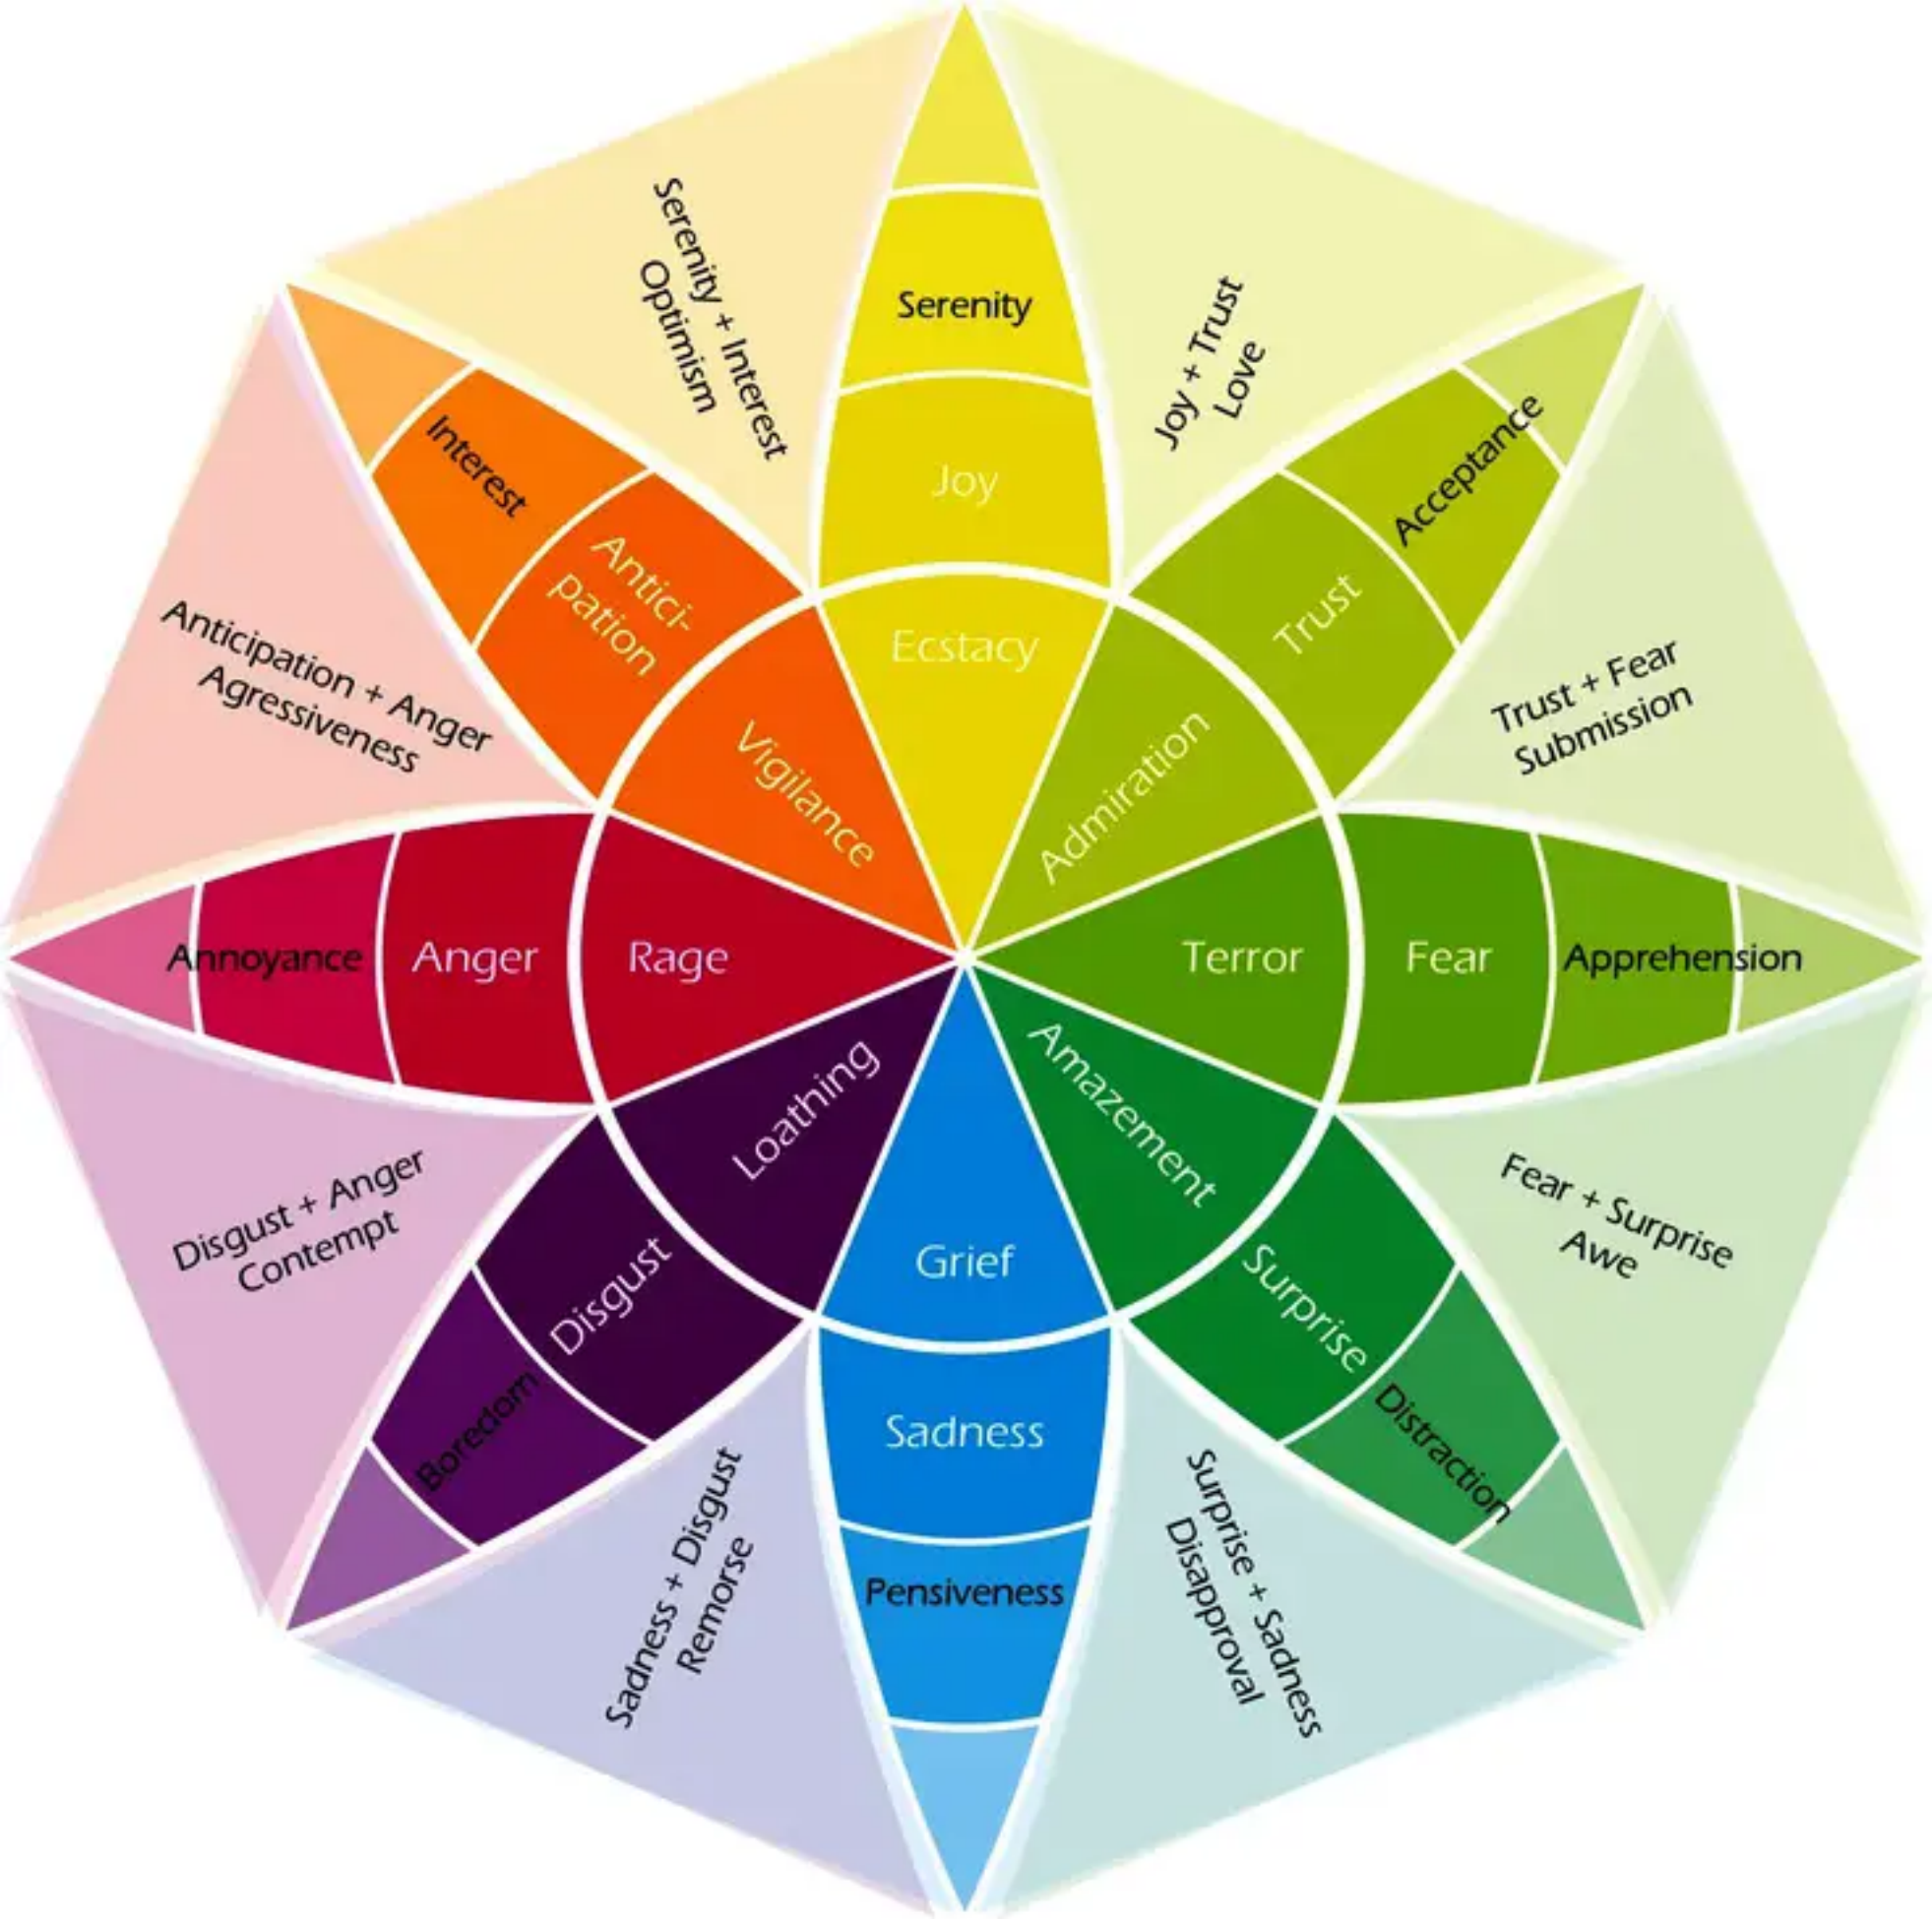 Serenity + Interest
Optimism
Serenity
Joy
Ecstacy
Joy + Trust
Love
Acceptance
Trust
Admiration
Trust + Fear
Submission
Terror
Fear
Apprehension
Fear + Surprise
Awe
Amazement
Surprise
Distraction
Surprise + Sadness
Disapproval
Grief
Sadness
Pensiveness
Sadness + Disgust
Remorse
Loathing
Disgust
Boredom
Disgust + Anger
Contempt
Annoyance
Anger
Rage
Anticipation + Anger
Agressiveness
Interest
Antici-
pation
Vigilance